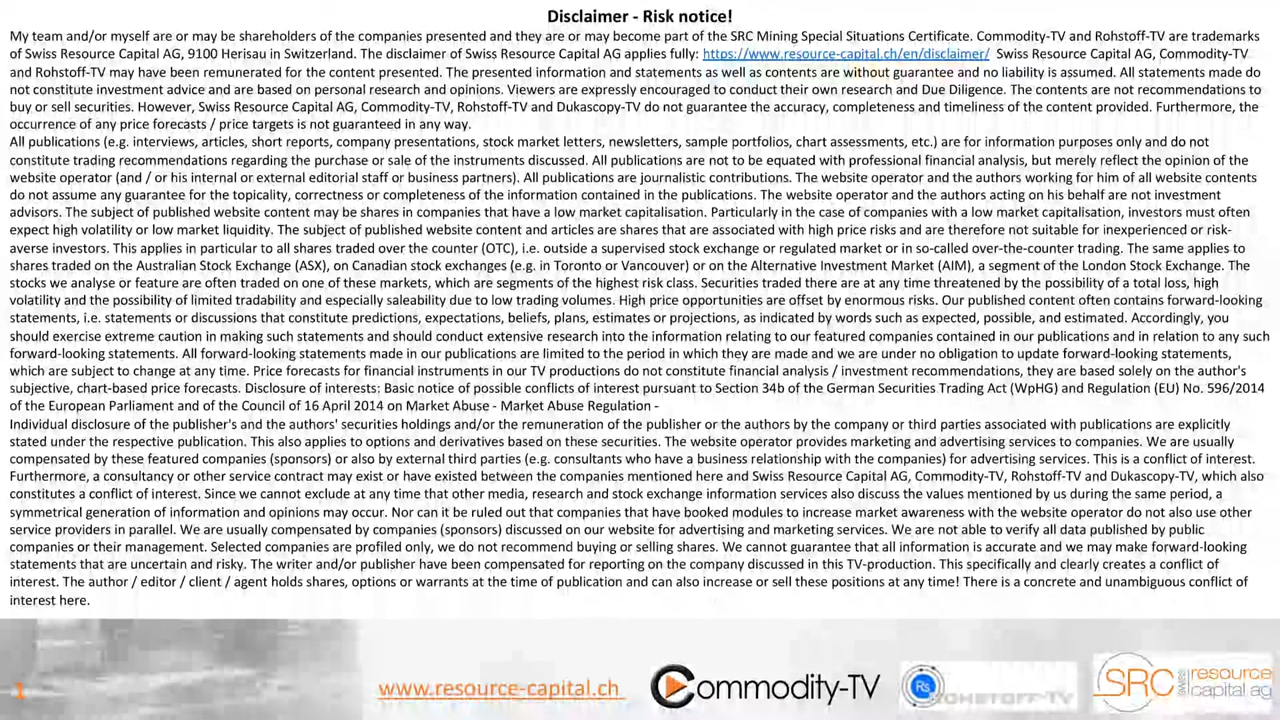 Disclaimer - Risk notice!
My team and/or myself are or may be shareholders of the companies presented and they are or may become part of the SRC Mining Special Situations Certificate. Commodity-TV and Rohstoff-TV are trademarks
of Swiss Resource Capital AG, 9100 Herisau in Switzerland. The disclaimer of Swiss Resource Capital AG applies fully: https://www.resource-capital.ch/en/disclaimer/ Swiss Resource Capital AG, Commodity-TV
and Rohstoff-TV may have been remunerated for the content presented. The presented information and statements as well as contents are without guarantee and no liability is assumed. All statements made do
not constitute investment advice and are based on personal research and opinions. Viewers are expressly encouraged to conduct their own research and Due Diligence. The contents are not recommendations to
buy or sell securities. However, Swiss Resource Capital AG, Commodity-TV, Rohstoff-TV and Dukascopy-TV do not guarantee the accuracy, completeness and timeliness of the content provided. Furthermore, the
occurrence of any price forecasts / price targets is not guaranteed in any way.
All publications (e.g. interviews, articles, short reports, company presentations, stock market letters, newsletters, sample portfolios, chart assessments, etc.) are for information purposes only and do not
constitute trading recommendations regarding the purchase or sale of the instruments discussed. All publications are not to be equated with professional financial analysis, but merely reflect the opinion of the
website operator (and / or his internal or external editorial staff or business partners). All publications are journalistic contributions. The website operator and the authors working for him of all website contents
do not assume any guarantee for the topicality, correctness or completeness of the information contained in the publications. The website operator and the authors acting on his behalf are not investment
advisors. The subject of published website content may be shares in companies that have a low market capitalisation. Particularly in the case of companies with a low market capitalisation, investors must often
expect high volatility or low market liquidity. The subject of published website content and articles are shares that are associated with high price risks and are therefore not suitable for inexperienced or risk-
averse investors. This applies in particular to all shares traded over the counter (OTC), i.e. outside a supervised stock exchange or regulated market or in so-called over-the-counter trading. The same applies to
shares traded on the Australian Stock Exchange (ASX), on Canadian stock exchanges (e.g. in Toronto or Vancouver) or on the Alternative Investment Market (AIM), a segment of the London Stock Exchange. The
stocks we analyse or feature are often traded on one of these markets, which are segments of the highest risk class. Securities traded there are at any time threatened by the possibility of a total loss, high
volatility and the possibility of limited tradability and especially saleability due to low trading volumes. High price opportunities are offset by enormous risks. Our published content often contains forward-looking
statements, i.e. statements or discussions that constitute predictions, expectations, beliefs, plans, estimates or projections, as indicated by words such as expected, possible, and estimated. Accordingly, you
should exercise extreme caution in making such statements and should conduct extensive research into the information relating to our featured companies contained in our publications and in relation to any such
forward-looking statements. All forward-looking statements made in our publications are limited to the period in which they are made and we are under no obligation to update forward-looking statements,
which are subject to change at any time. Price forecasts for financial instruments in our TV productions do not constitute financial analysis / investment recommendations, they are based solely on the author's
subjective, chart-based price forecasts. Disclosure of interests: Basic notice of possible conflicts of interest pursuant to Section 34b of the German Securities Trading Act (WpHG) and Regulation (EU) No. 596/2014
of the European Parliament and of the Council of 16 April 2014 on Market Abuse - Market Abuse Regulation -
Individual disclosure of the publisher's and the authors' securities holdings and/or the remuneration of the publisher or the authors by the company or third parties associated with publications are explicitly
stated under the respective publication. This also applies to options and derivatives based on these securities. The website operator provides marketing and advertising services to companies. We are usually
compensated by these featured companies (sponsors) or also by external third parties (e.g. consultants who have a business relationship with the companies) for advertising services. This is a conflict of interest.
Furthermore, a consultancy or other service contract may exist or have existed between the companies mentioned here and Swiss Resource Capital AG, Commodity-TV, Rohstoff-TV and Dukascopy-TV, which also
constitutes a conflict of interest. Since we cannot exclude at any time that other media, research and stock exchange information services also discuss the values mentioned by us during the same period, a
symmetrical generation of information and opinions may occur. Nor can it be ruled out that companies that have booked modules to increase market awareness with the website operator do not also use other
service providers in parallel. We are usually compensated by companies (sponsors) discussed on our website for advertising and marketing services. We are not able to verify all data published by public
companies or their management. Selected companies are profiled only, we do not recommend buying or selling shares. We cannot guarantee that all information is accurate and we may make forward-looking
statements that are uncertain and risky. The writer and/or publisher have been compensated for reporting on the company discussed in this TV-production. This specifically and clearly creates a conflict of
interest. The author / editor / client / agent holds shares, options or warrants at the time of publication and can also increase or sell these positions at any time! There is a concrete and unambiguous conflict of
interest here.
1
www.resource-capital.ch
Commodity-TV
Rs ROHSTOFF-TV
SRC SWISS resource capital ag